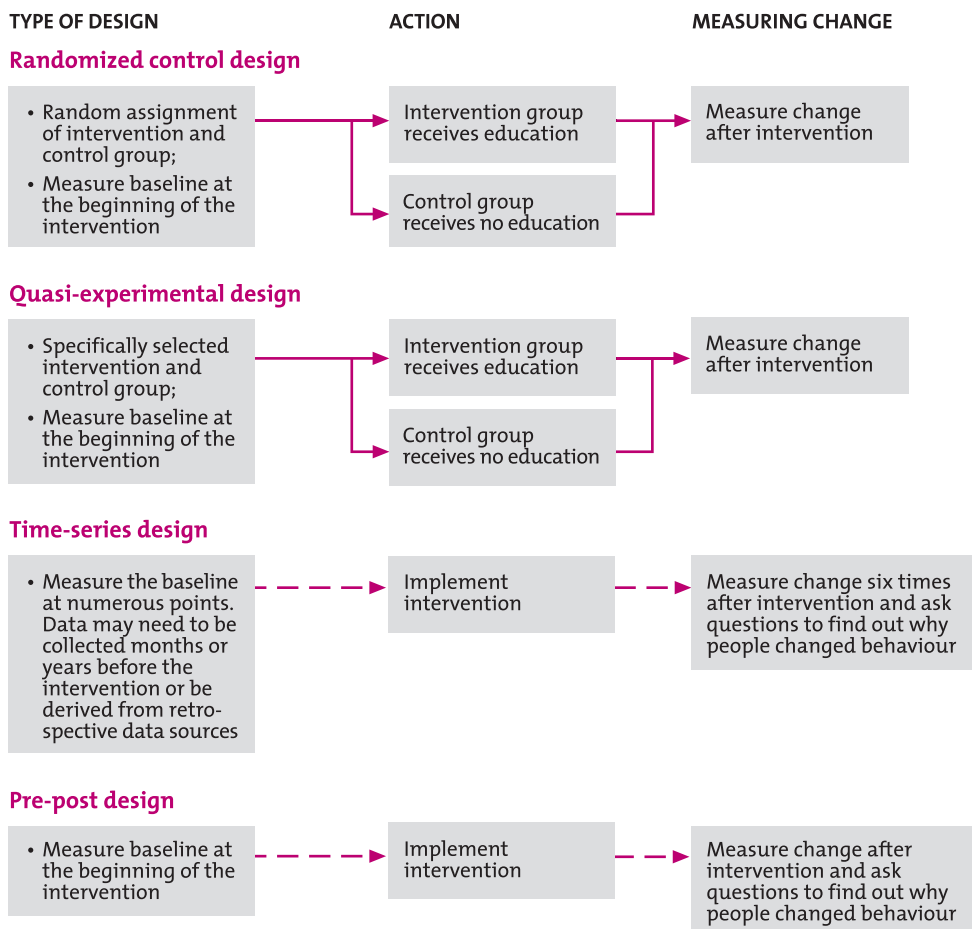 TYPE OF DESIGN
ACTION
MEASURING CHANGE
Randomized control design
• Random assignment
of intervention and
control group;
• Measure baseline at
the beginning of the
intervention
Intervention group
receives education
Control group
receives no education
Measure change
after intervention
Quasi-experimental design
• Specifically selected
intervention and
control group;
• Measure baseline at
the beginning of the
intervention
Intervention group
receives education
Control group
receives no education
Measure change
after intervention
Time-series design
• Measure the baseline
at numerous points.
Data may need to be
collected months or
years before the
intervention or be
derived from retro-
spective data sources
Implement
intervention
Measure change six times
after intervention and ask
questions to find out why
people changed behaviour
Pre-post design
• Measure baseline at
the beginning of the
intervention
Implement
intervention
Measure change after
intervention and ask
questions to find out why
people changed behaviour